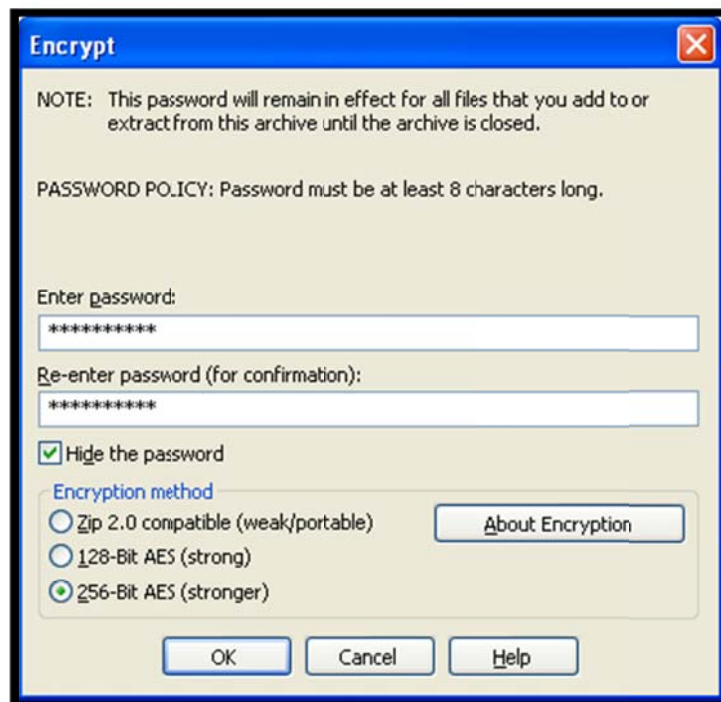 Encrypt
NOTE: This password will remain in effect for all files that you add to or
extract from this archive until the archive is closed.
PASSWORD POLICY: Password must be at least 8 characters long.
Enter password:
**********
Re-enter password (for confirmation):
**********
Hide the password
Encryption method
Zip 2.0 compatible (weak/portable)
About Encryption
128-Bit AES (strong)
256-Bit AES (stronger)
OK Cancel Help